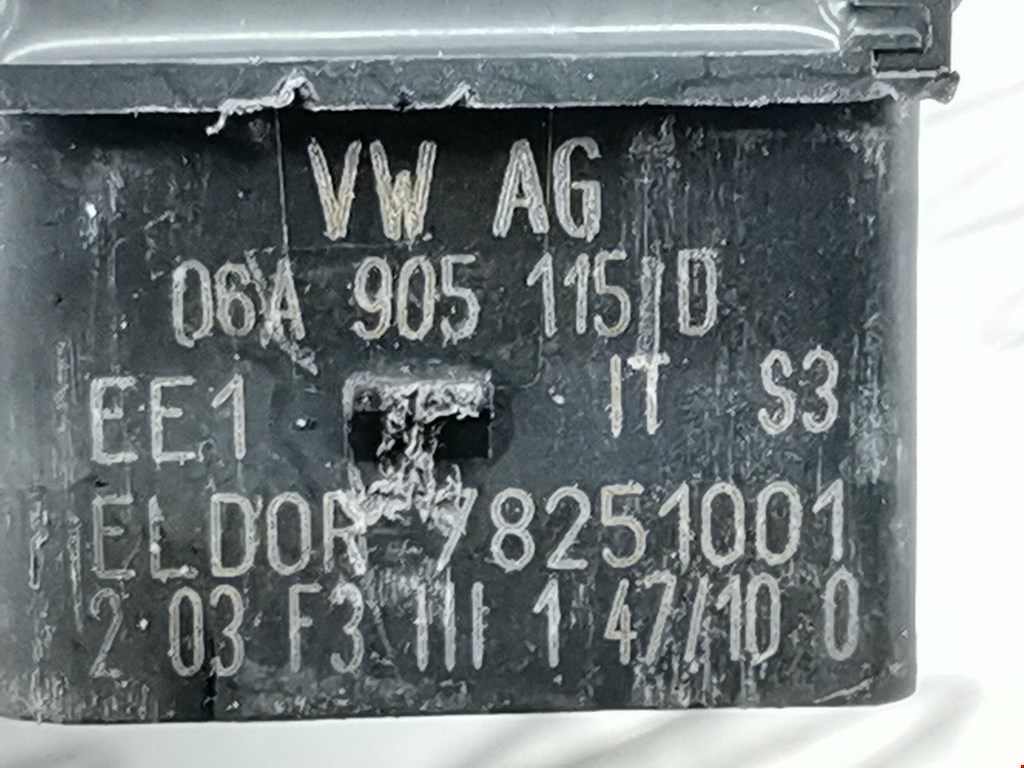 VW AG
06A 905 115 D
EE1 IT S3
ELDOR 78251001
2 03 F3 III 1 47/10 0